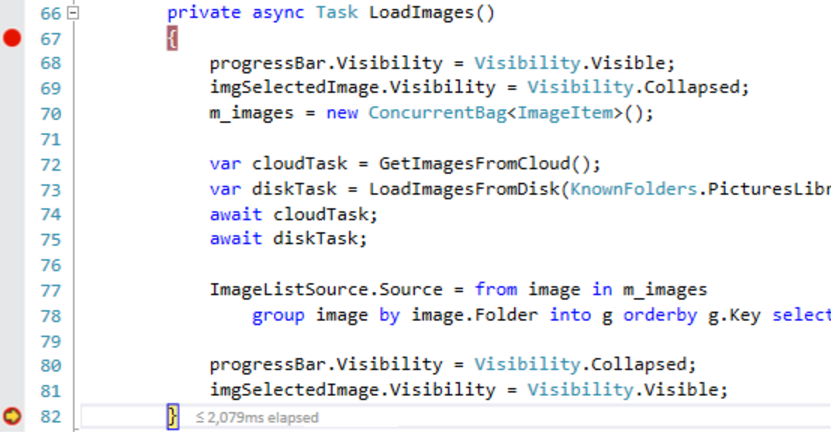 66 private async Task LoadImages()
67 {
68 progressBar.Visibility = Visibility.Visible;
69 imgSelectedImage.Visibility = Visibility.Collapsed;
70 m_images = new ConcurrentBag<ImageItem>();
71
72 var cloudTask = GetImagesFromCloud();
73 var diskTask = LoadImagesFromDisk(KnownFolders.PicturesLibr
74 await cloudTask;
75 await diskTask;
76
77 ImageListSource.Source = from image in m_images
78 group image by image.Folder into g orderby g.Key select
79
80 progressBar.Visibility = Visibility.Collapsed;
81 imgSelectedImage.Visibility = Visibility.Visible;
82 } ≤ 2,079ms elapsed